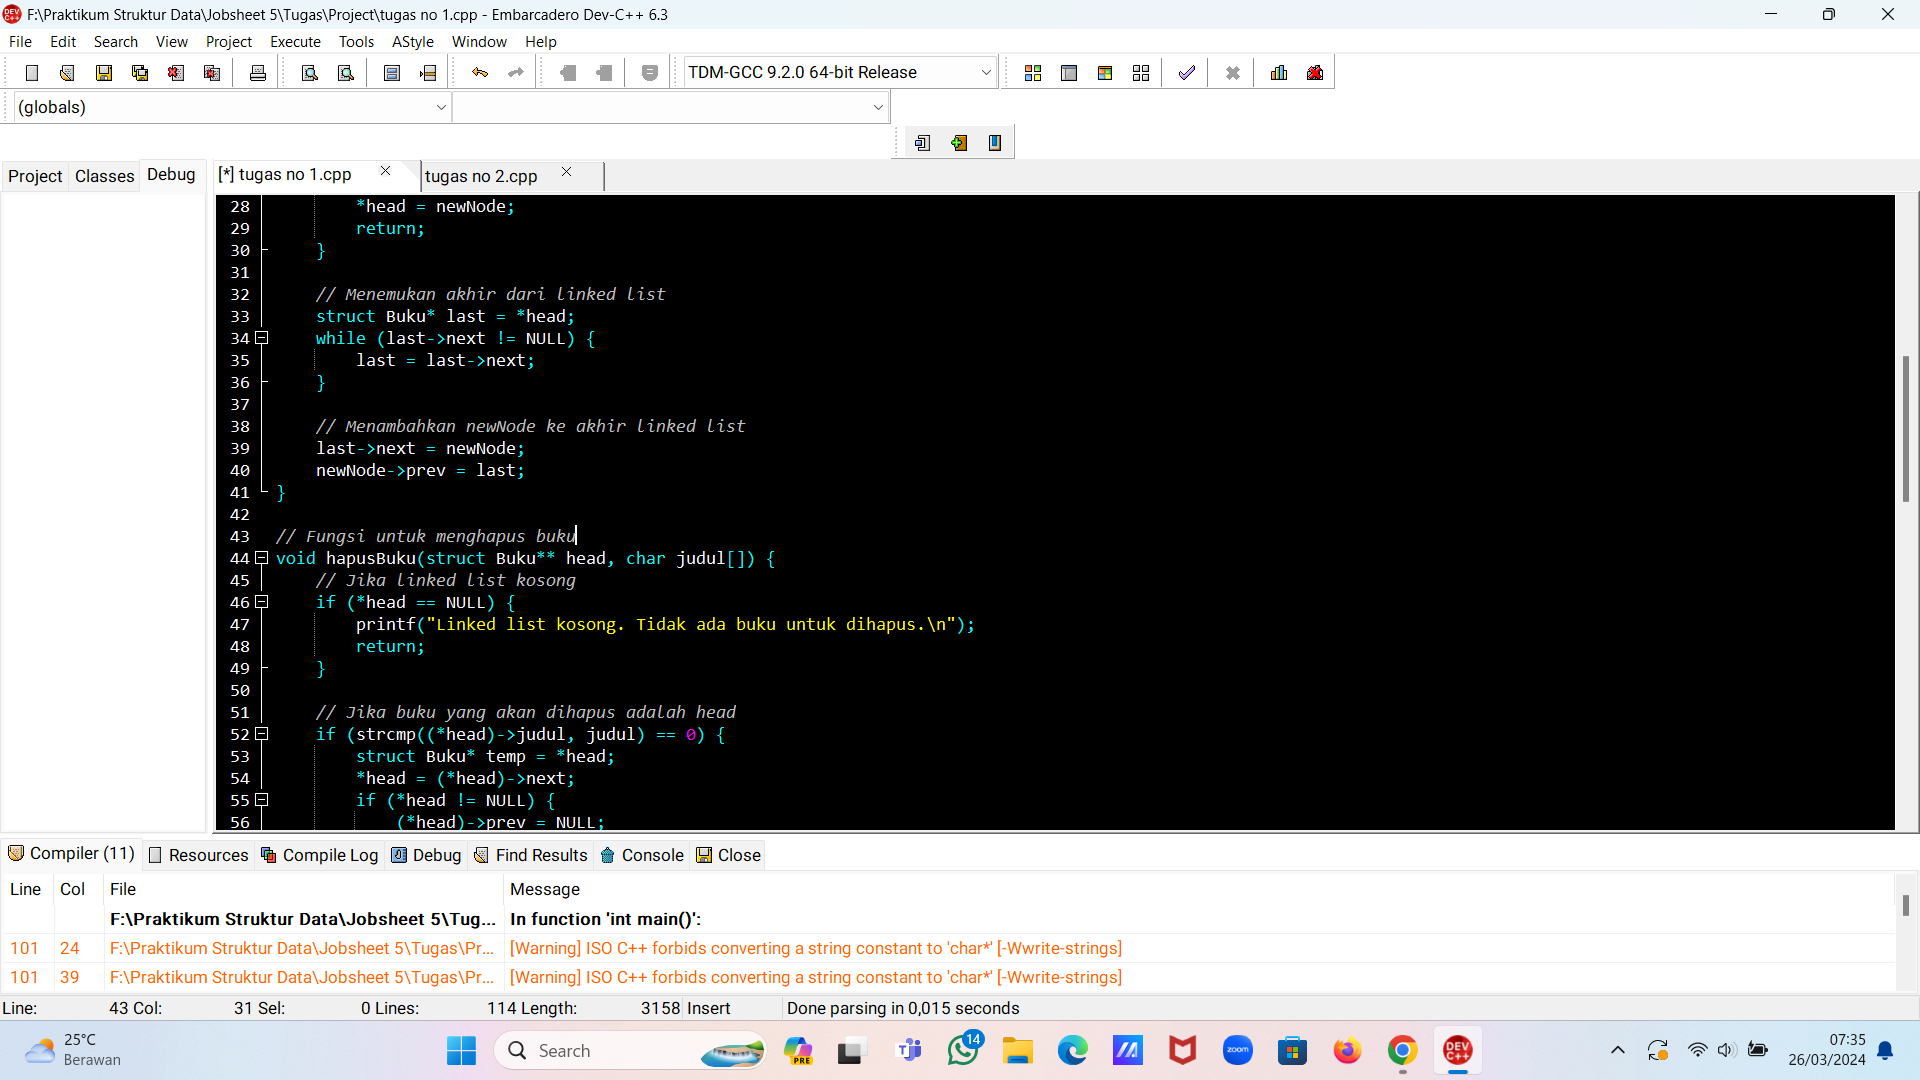 F:\Praktikum Struktur Data\Jobsheet 5\Tugas\Project\tugas no 1.cpp - Embarcadero Dev-C++ 6.3
File Edit Search View Project Execute Tools AStyle Window Help
TDM-GCC 9.2.0 64-bit Release
(globals)
Project Classes Debug [*] tugas no 1.cpp tugas no 2.cpp
28 *head = newNode;
29 return;
30 }
31
32 // Menemukan akhir dari linked list
33 struct Buku* last = *head;
34 while (last->next != NULL) {
35 last = last->next;
36 }
37
38 // Menambahkan newNode ke akhir linked list
39 last->next = newNode;
40 newNode->prev = last;
41 }
42
43 // Fungsi untuk menghapus buku
44 void hapusBuku(struct Buku** head, char judul[]) {
45 // Jika linked list kosong
46 if (*head == NULL) {
47 printf("Linked list kosong. Tidak ada buku untuk dihapus.\n");
48 return;
49 }
50
51 // Jika buku yang akan dihapus adalah head
52 if (strcmp((*head)->judul, judul) == 0) {
53 struct Buku* temp = *head;
54 *head = (*head)->next;
55 if (*head != NULL) {
56 (*head)->prev = NULL;
Compiler (11) Resources Compile Log Debug Find Results Console Close
Line Col File Message
F:\Praktikum Struktur Data\Jobsheet 5\Tug... In function 'int main()':
101 24 F:\Praktikum Struktur Data\Jobsheet 5\Tugas\Pr... [Warning] ISO C++ forbids converting a string constant to 'char*' [-Wwrite-strings]
101 39 F:\Praktikum Struktur Data\Jobsheet 5\Tugas\Pr... [Warning] ISO C++ forbids converting a string constant to 'char*' [-Wwrite-strings]
Line: 43 Col: 31 Sel: 0 Lines: 114 Length: 3158 Insert Done parsing in 0,015 seconds
25°C
Berawan
Search
PRE
14
zoom
DEV C++
07:35
26/03/2024